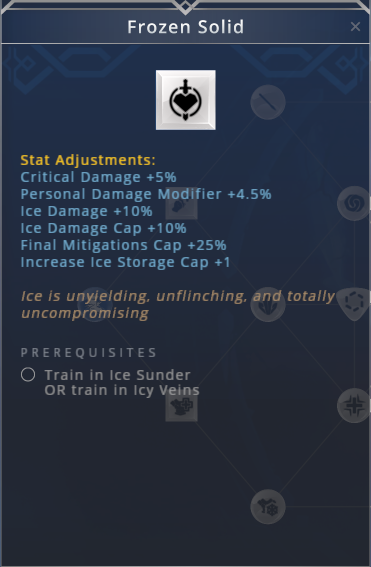 Frozen Solid
Stat Adjustments:
Critical Damage +5%
Personal Damage Modifier +4.5%
Ice Damage +10%
Ice Damage Cap +10%
Final Mitigations Cap +25%
Increase Ice Storage Cap +1
Ice is unyielding, unflinching, and totally
uncompromising
PREREQUISITES
Train in Ice Sunder
OR train in Icy Veins